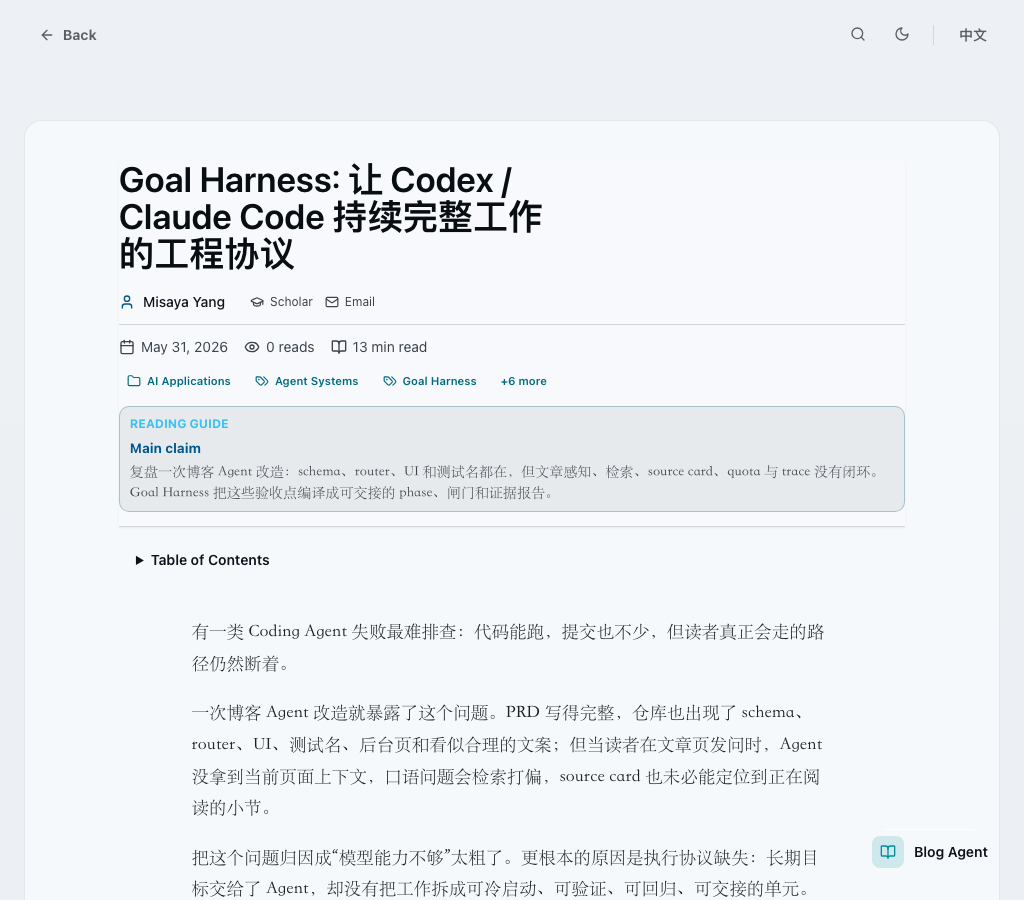 Back
中文
Goal Harness: 让 Codex /
Claude Code 持续完整工作
的工程协议
Misaya Yang Scholar Email
May 31, 2026 0 reads 13 min read
AI Applications Agent Systems Goal Harness +6 more
READING GUIDE
Main claim
复盘一次博客 Agent 改造：schema、router、UI 和测试名都在，但文章感知、检索、source card、quota 与 trace 没有闭环。
Goal Harness 把这些验收点编译成可交接的 phase、闸门和证据报告。
Table of Contents
有一类 Coding Agent 失败最难排查：代码能跑，提交也不少，但读者真正会走的路
径仍然断着。
一次博客 Agent 改造就暴露了这个问题。PRD 写得完整，仓库也出现了 schema、
router、UI、测试名、后台页和看似合理的文案；但当读者在文章页发问时，Agent
没拿到当前页面上下文，口语问题会检索打偏，source card 也未必能定位到正在阅
读的小节。
把这个问题归因成“模型能力不够”太粗了。更根本的原因是执行协议缺失：长期目
标交给了 Agent，却没有把工作拆成可冷启动、可验证、可回归、可交接的单元。
Blog Agent